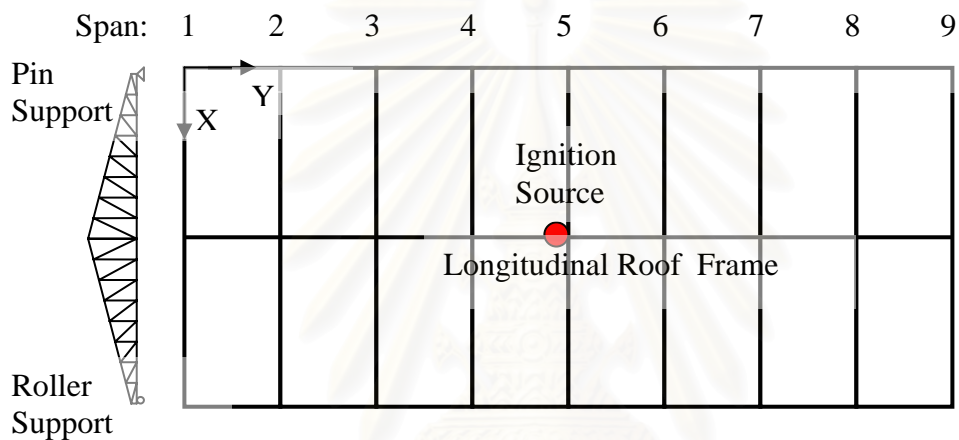 Span: 1 2 3 4 5 6 7 8 9
Pin
Support
Y
X
Ignition
Source
Longitudinal Roof Frame
Roller
Support